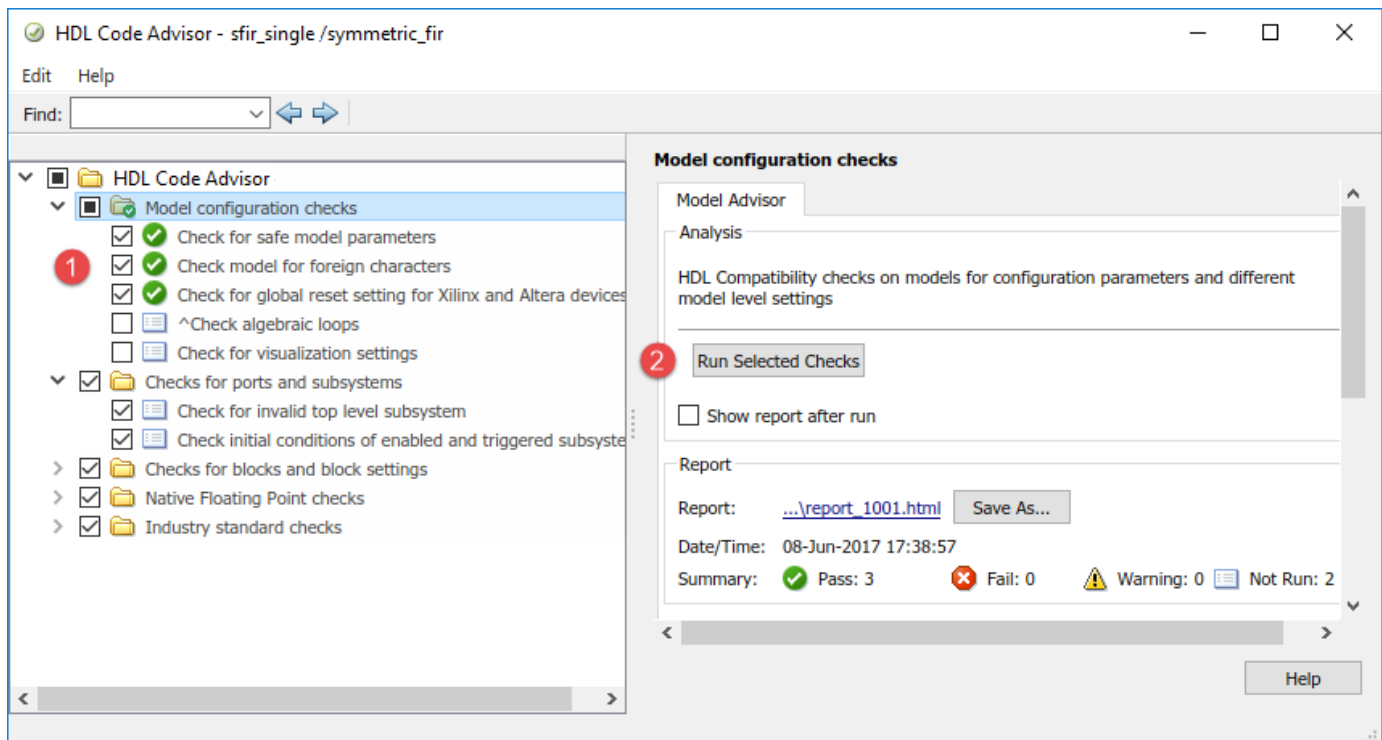 HDL Code Advisor - sfir_single /symmetric_fir
Edit Help
Find:
HDL Code Advisor
Model configuration checks
Check for safe model parameters
1
Check model for foreign characters
Check for global reset setting for Xilinx and Altera devices
^Check algebraic loops
Check for visualization settings
Checks for ports and subsystems
Check for invalid top level subsystem
Check initial conditions of enabled and triggered subsyste
Checks for blocks and block settings
Native Floating Point checks
Industry standard checks
Model configuration checks
Model Advisor
Analysis
HDL Compatibility checks on models for configuration parameters and different
model level settings
2 Run Selected Checks
Show report after run
Report
Report: ...\report_1001.html Save As...
Date/Time: 08-Jun-2017 17:38:57
Summary: Pass: 3 Fail: 0 Warning: 0 Not Run: 2
Help